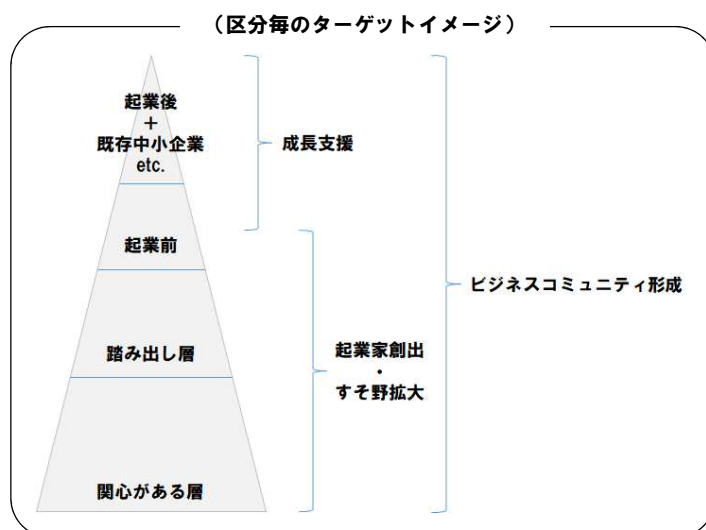 （区分毎のターゲットイメージ）
起業後
＋
既存中小企業
etc.
成長支援
起業前
ビジネスコミュニティ形成
踏み出し層
起業家創出
・
すそ野拡大
関心がある層